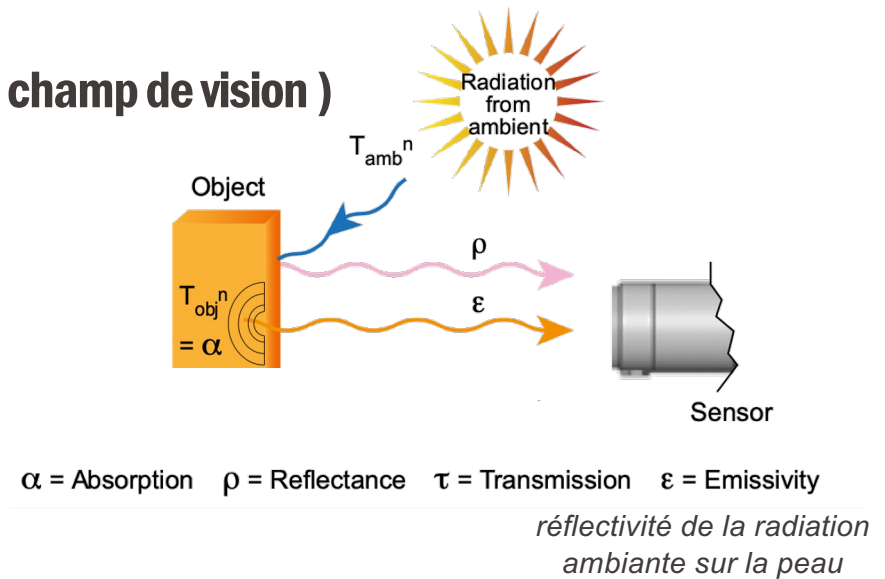 champ de vision )
Radiation
from
ambient
T_amb^n
Object
ρ
T_obj^n
= α
ε
Sensor
α = Absorption ρ = Reflectance τ = Transmission ε = Emissivity
réflectivité de la radiation
ambiante sur la peau